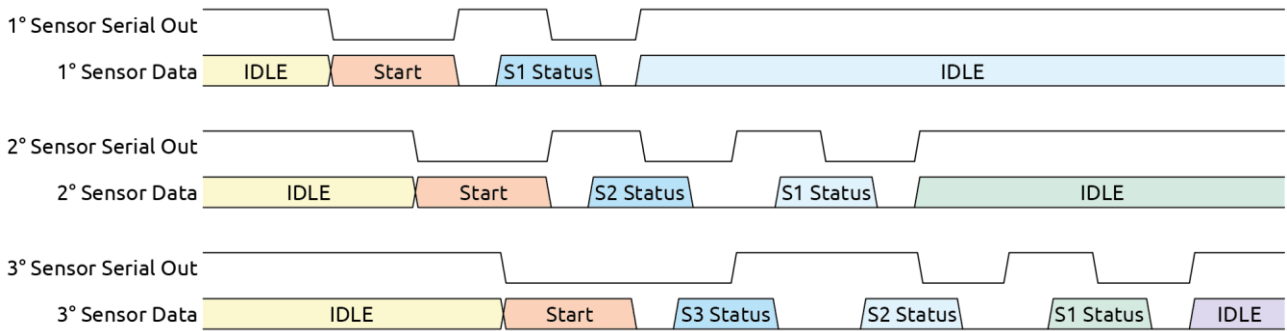 1° Sensor Serial Out
1° Sensor Data IDLE Start S1 Status IDLE
2° Sensor Serial Out
2° Sensor Data IDLE Start S2 Status S1 Status IDLE
3° Sensor Serial Out
3° Sensor Data IDLE Start S3 Status S2 Status S1 Status IDLE